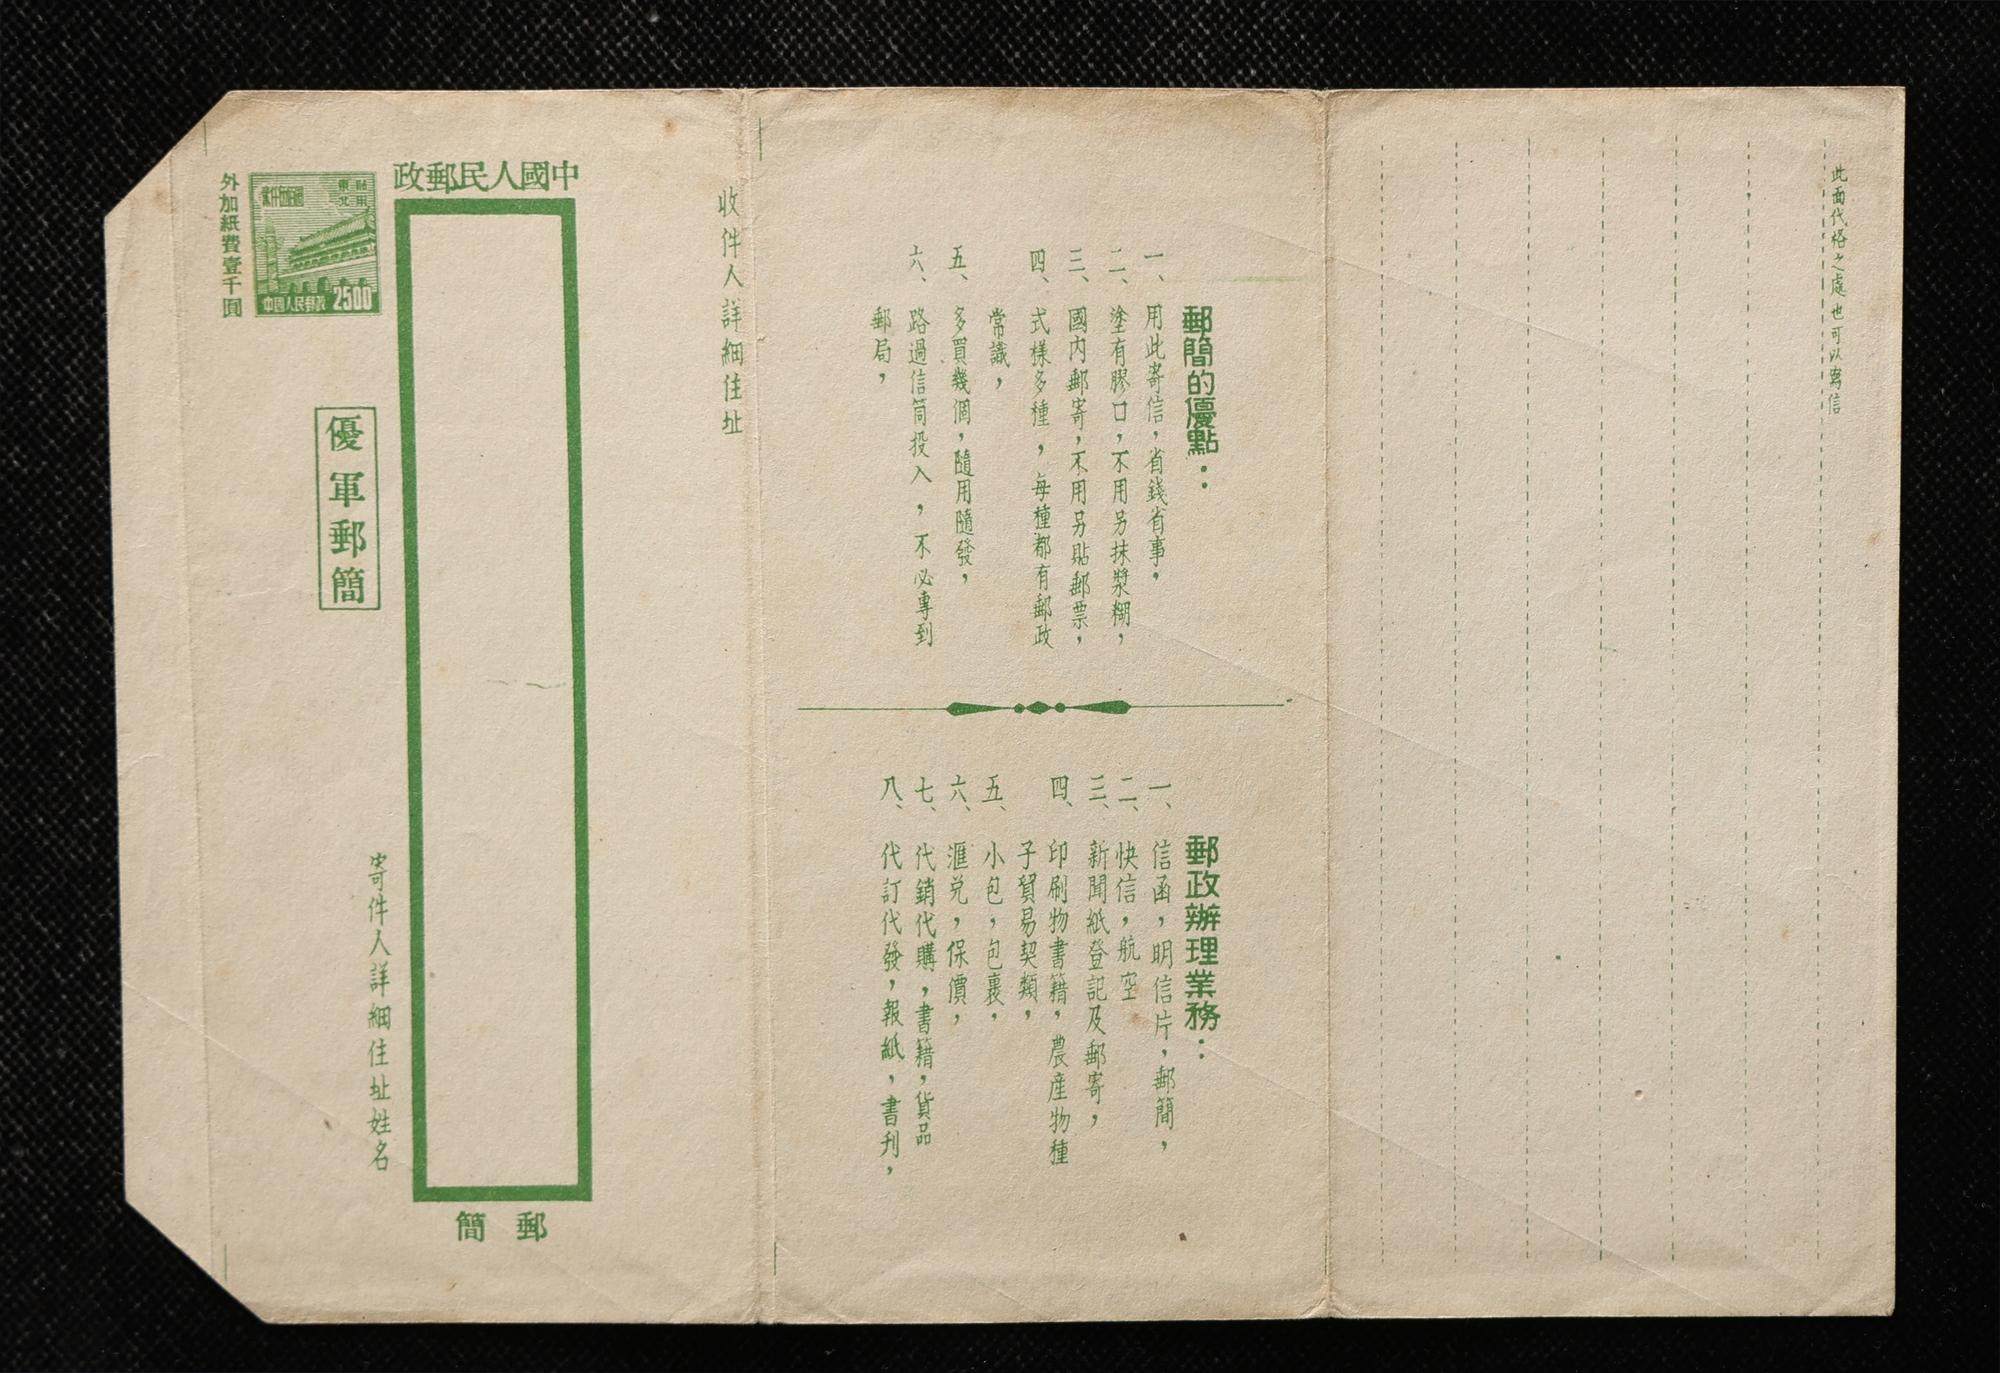 此面代格之處也可以寫信
郵簡的優點：
一、用此寄信，省錢省事，
二、塗有膠口，不用另抹漿糊，
三、國內郵寄，不用另貼郵票，
四、式樣多種，每種都有郵政
常識，
五、多買幾個，隨用隨發，
六、路過信筒投入，不必專到
郵局，
郵政辦理業務：
一、信函，明信片，郵簡，
二、快信，航空
三、新聞紙登記及郵寄，
四、印刷物書籍，農產物種
子貿易契類，
五、小包，包裹，
六、滙兑，保價，
七、代銷代購，書籍，貨品
八、代訂代發，報紙，書刊，
收件人詳細住址
中國人民郵政
郵簡
東北貼用
貳仟伍佰圓
中國人民郵政
2500
外加紙費壹千圓
優軍郵簡
寄件人詳細住址姓名